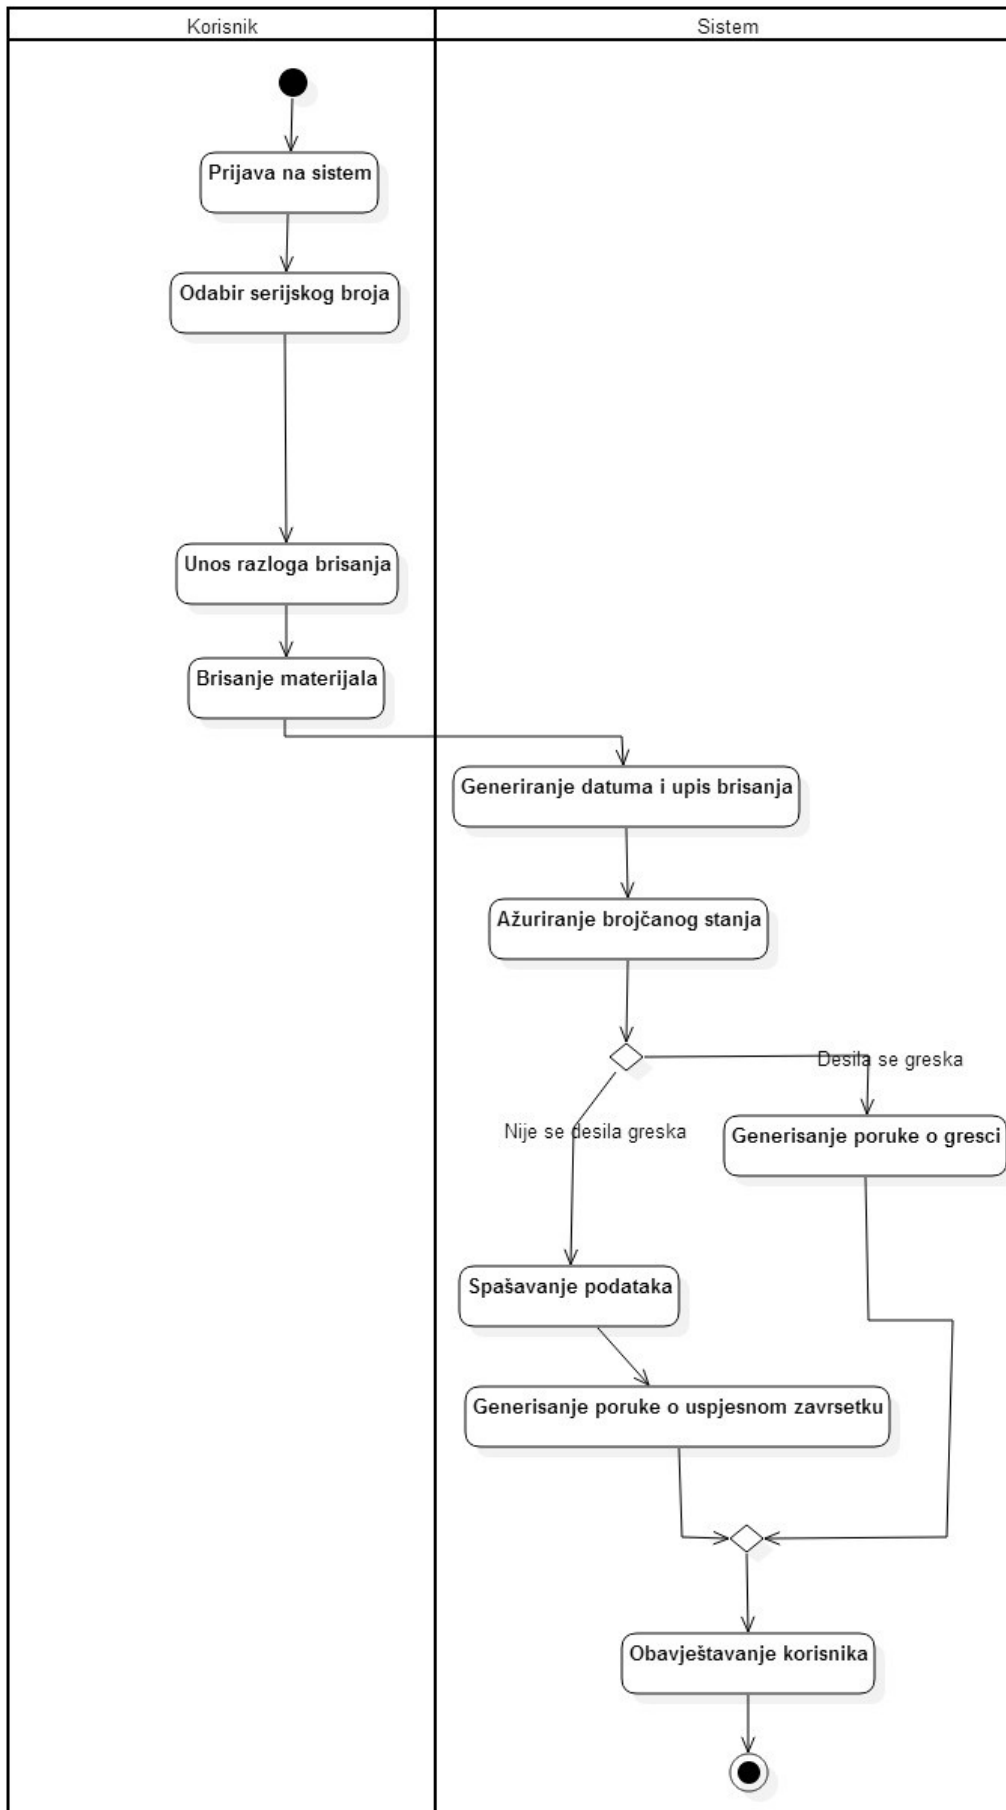 Korisnik
Sistem
Prijava na sistem
Odabir serijskog broja
Unos razloga brisanja
Brisanje materijala
Generiranje datuma i upis brisanja
Ažuriranje brojčanog stanja
Desila se greska
Nije se desila greska
Generisanje poruke o gresci
Spašavanje podataka
Generisanje poruke o uspjesnom zavrsetku
Obavještavanje korisnika